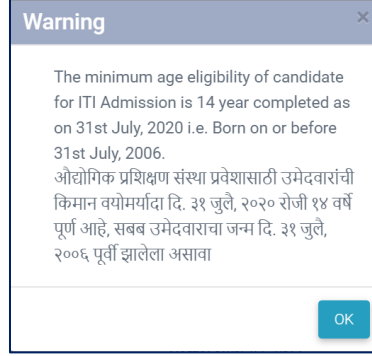 Warning
×
The minimum age eligibility of candidate
for ITI Admission is 14 year completed as
on 31st July, 2020 i.e. Born on or before
31st July, 2006.
औद्योगिक प्रशिक्षण संस्था प्रवेशासाठी उमेदवारांची
किमान वयोमर्यादा दि. ३१ जुलै, २०२० रोजी १४ वर्षे
पूर्ण आहे, सबब उमेदवाराचा जन्म दि. ३१ जुलै,
२००६ पूर्वी झालेला असावा
OK